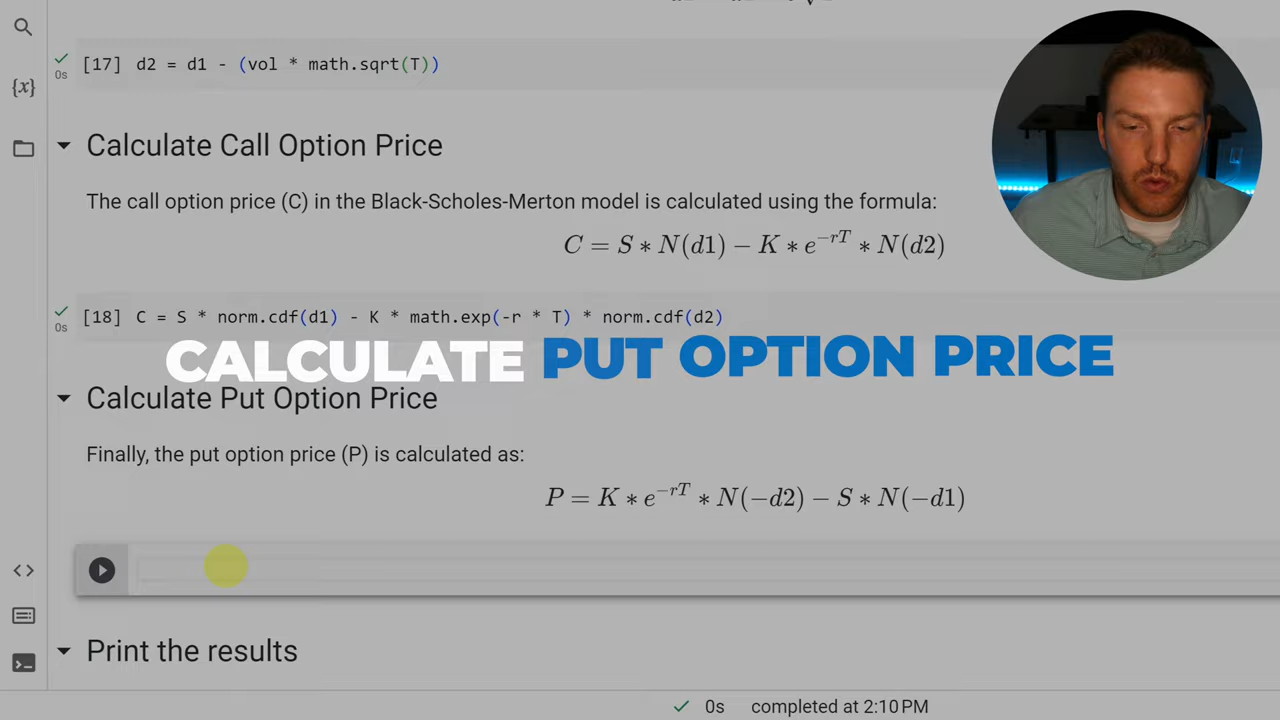 [17] d2 = d1 - (vol * math.sqrt(T))
0s
Calculate Call Option Price
The call option price (C) in the Black-Scholes-Merton model is calculated using the formula:
C = S ∗ N(d1) − K ∗ e^{−rT} ∗ N(d2)
[18] C = S * norm.cdf(d1) - K * math.exp(-r * T) * norm.cdf(d2)
0s
CALCULATE PUT OPTION PRICE
Calculate Put Option Price
Finally, the put option price (P) is calculated as:
P = K ∗ e^{−rT} ∗ N(−d2) − S ∗ N(−d1)
Print the results
0s completed at 2:10 PM
{x}